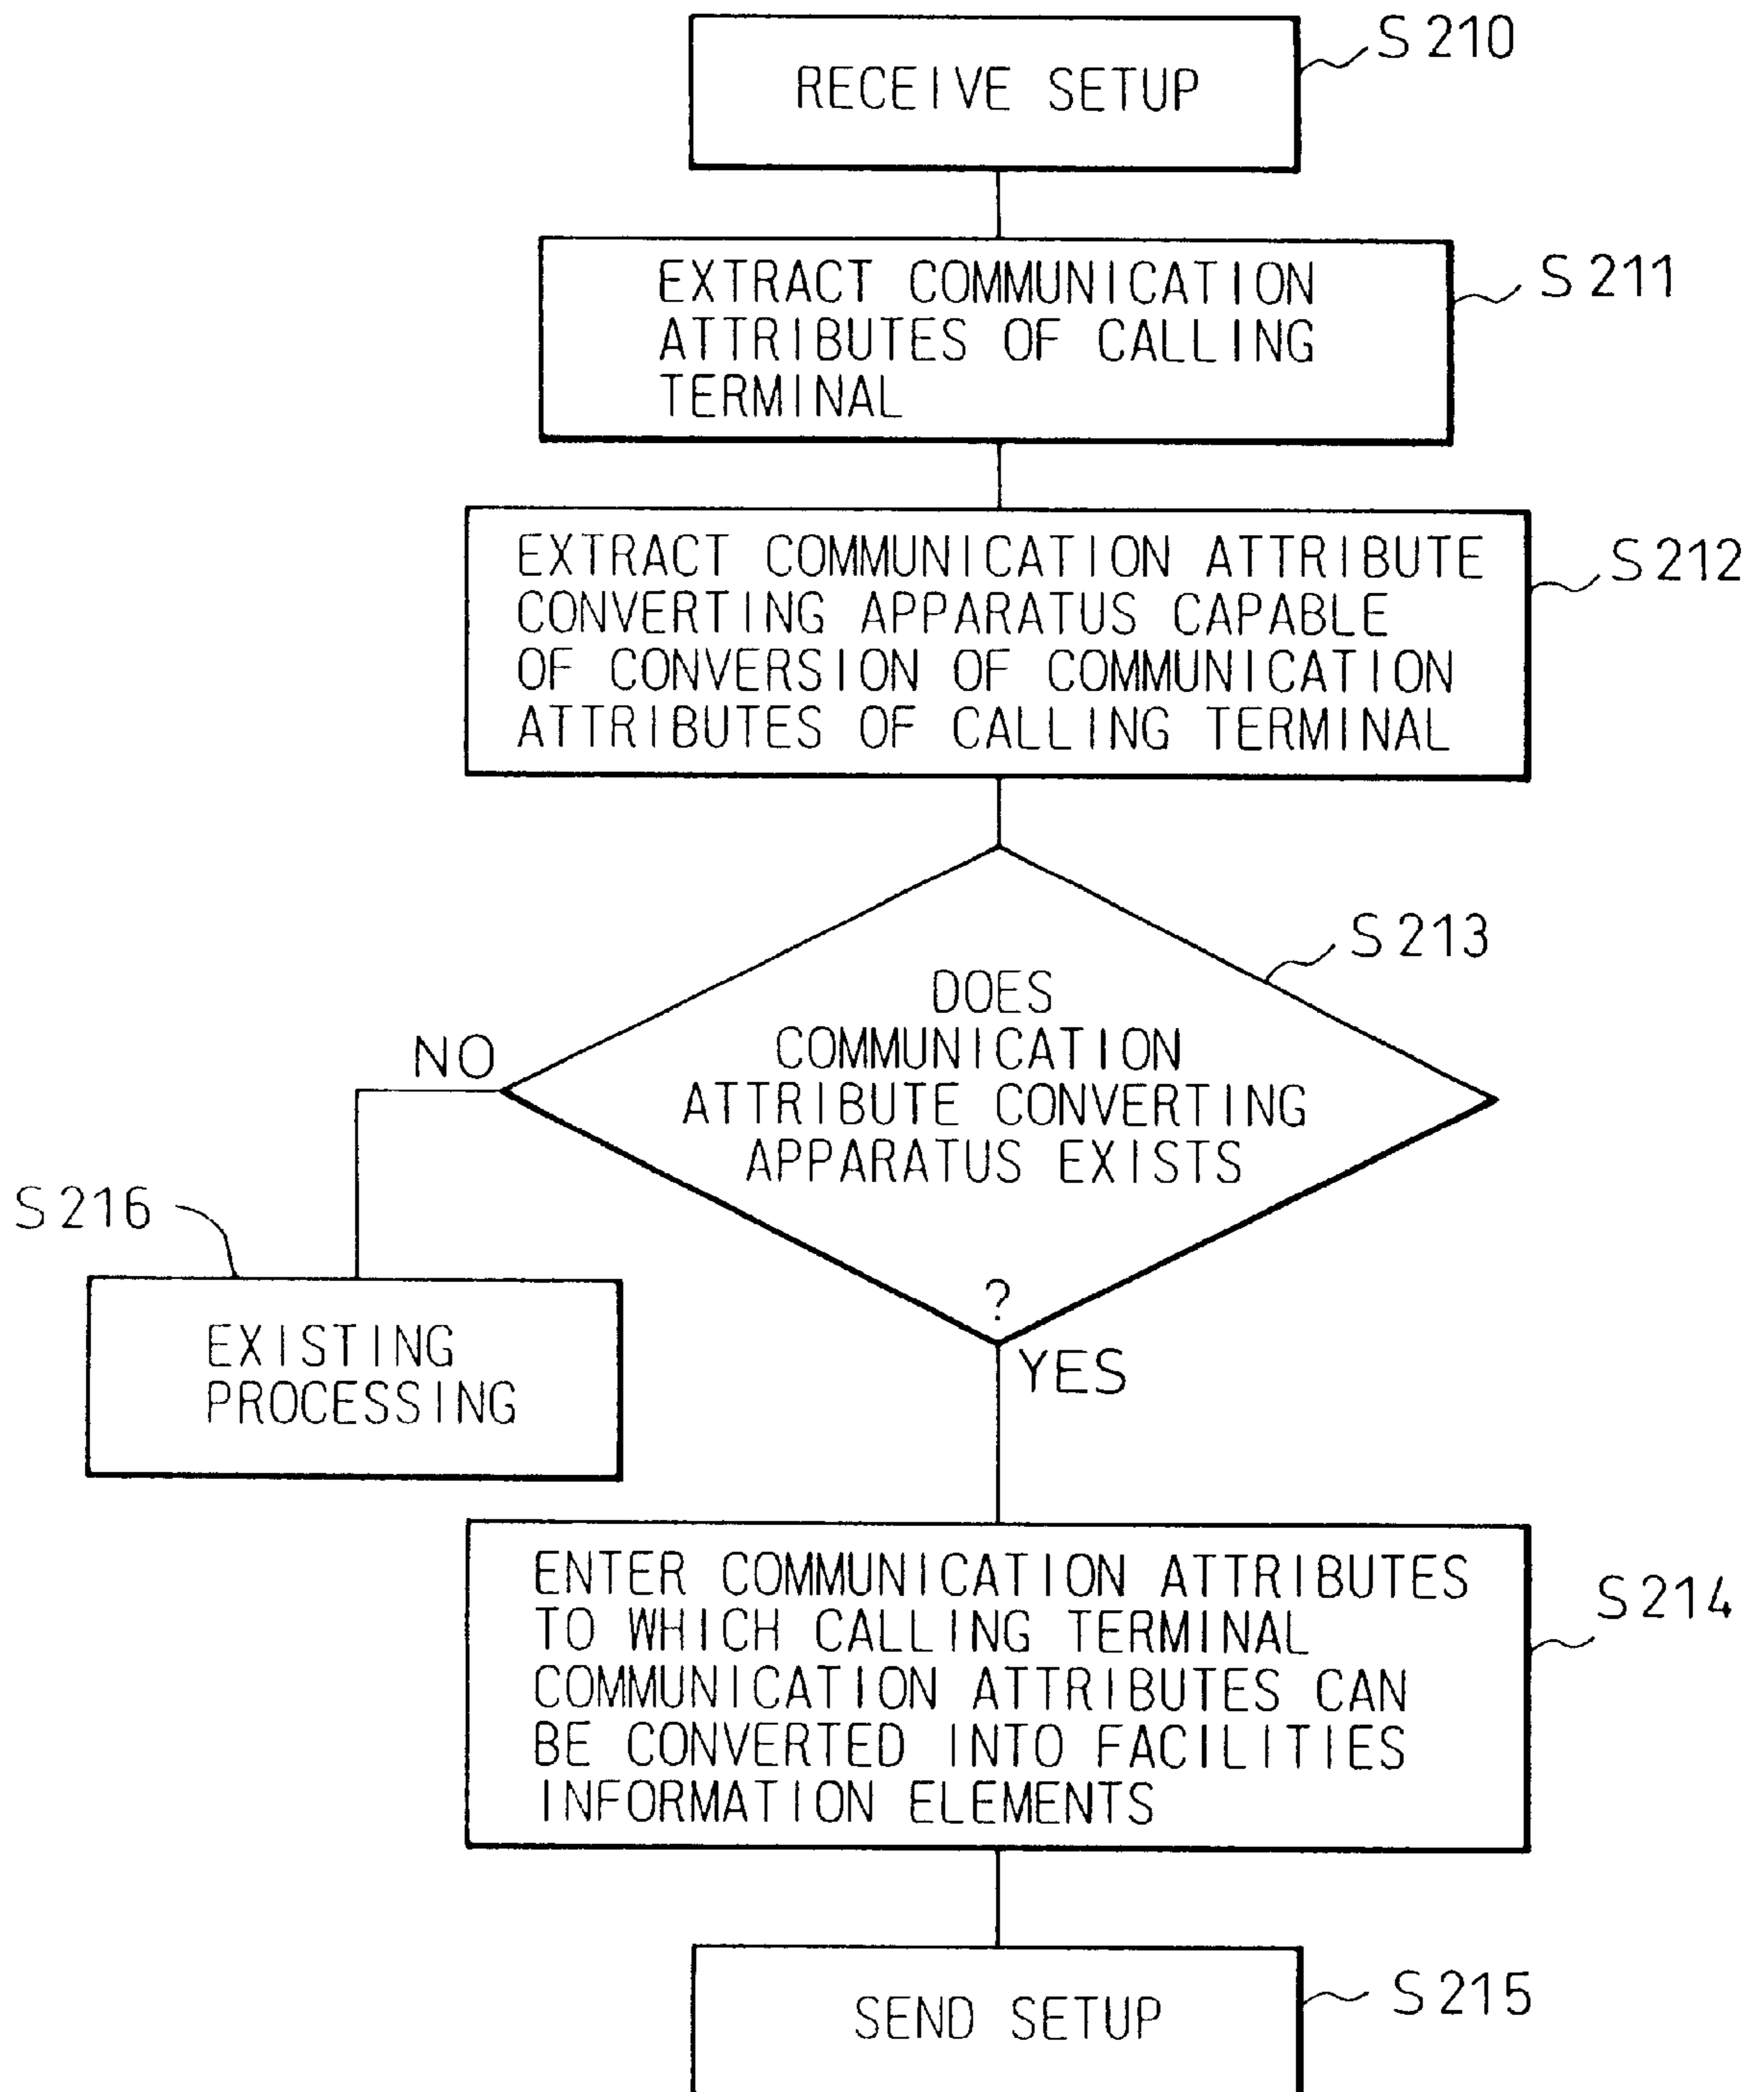 RECEIVE SETUP
S210
EXTRACT COMMUNICATION
ATTRIBUTES OF CALLING
TERMINAL
S211
EXTRACT COMMUNICATION ATTRIBUTE
CONVERTING APPARATUS CAPABLE
OF CONVERSION OF COMMUNICATION
ATTRIBUTES OF CALLING TERMINAL
S212
DOES
COMMUNICATION
ATTRIBUTE CONVERTING
APPARATUS EXISTS
?
S213
NO
S216
EXISTING
PROCESSING
YES
ENTER COMMUNICATION ATTRIBUTES
TO WHICH CALLING TERMINAL
COMMUNICATION ATTRIBUTES CAN
BE CONVERTED INTO FACILITIES
INFORMATION ELEMENTS
S214
SEND SETUP
S215